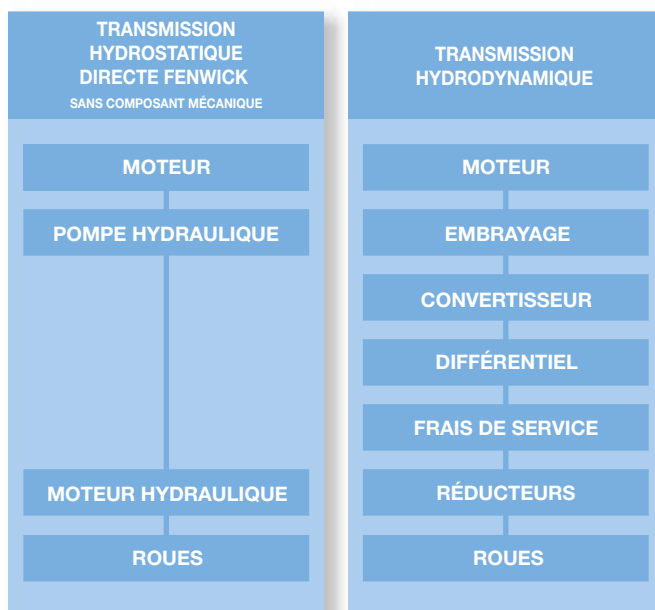 TRANSMISSION
HYDROSTATIQUE
DIRECTE FENWICK
SANS COMPOSANT MÉCANIQUE
MOTEUR
POMPE HYDRAULIQUE
MOTEUR HYDRAULIQUE
ROUES
TRANSMISSION
HYDRODYNAMIQUE
MOTEUR
EMBRAYAGE
CONVERTISSEUR
DIFFÉRENTIEL
FRAIS DE SERVICE
RÉDUCTEURS
ROUES